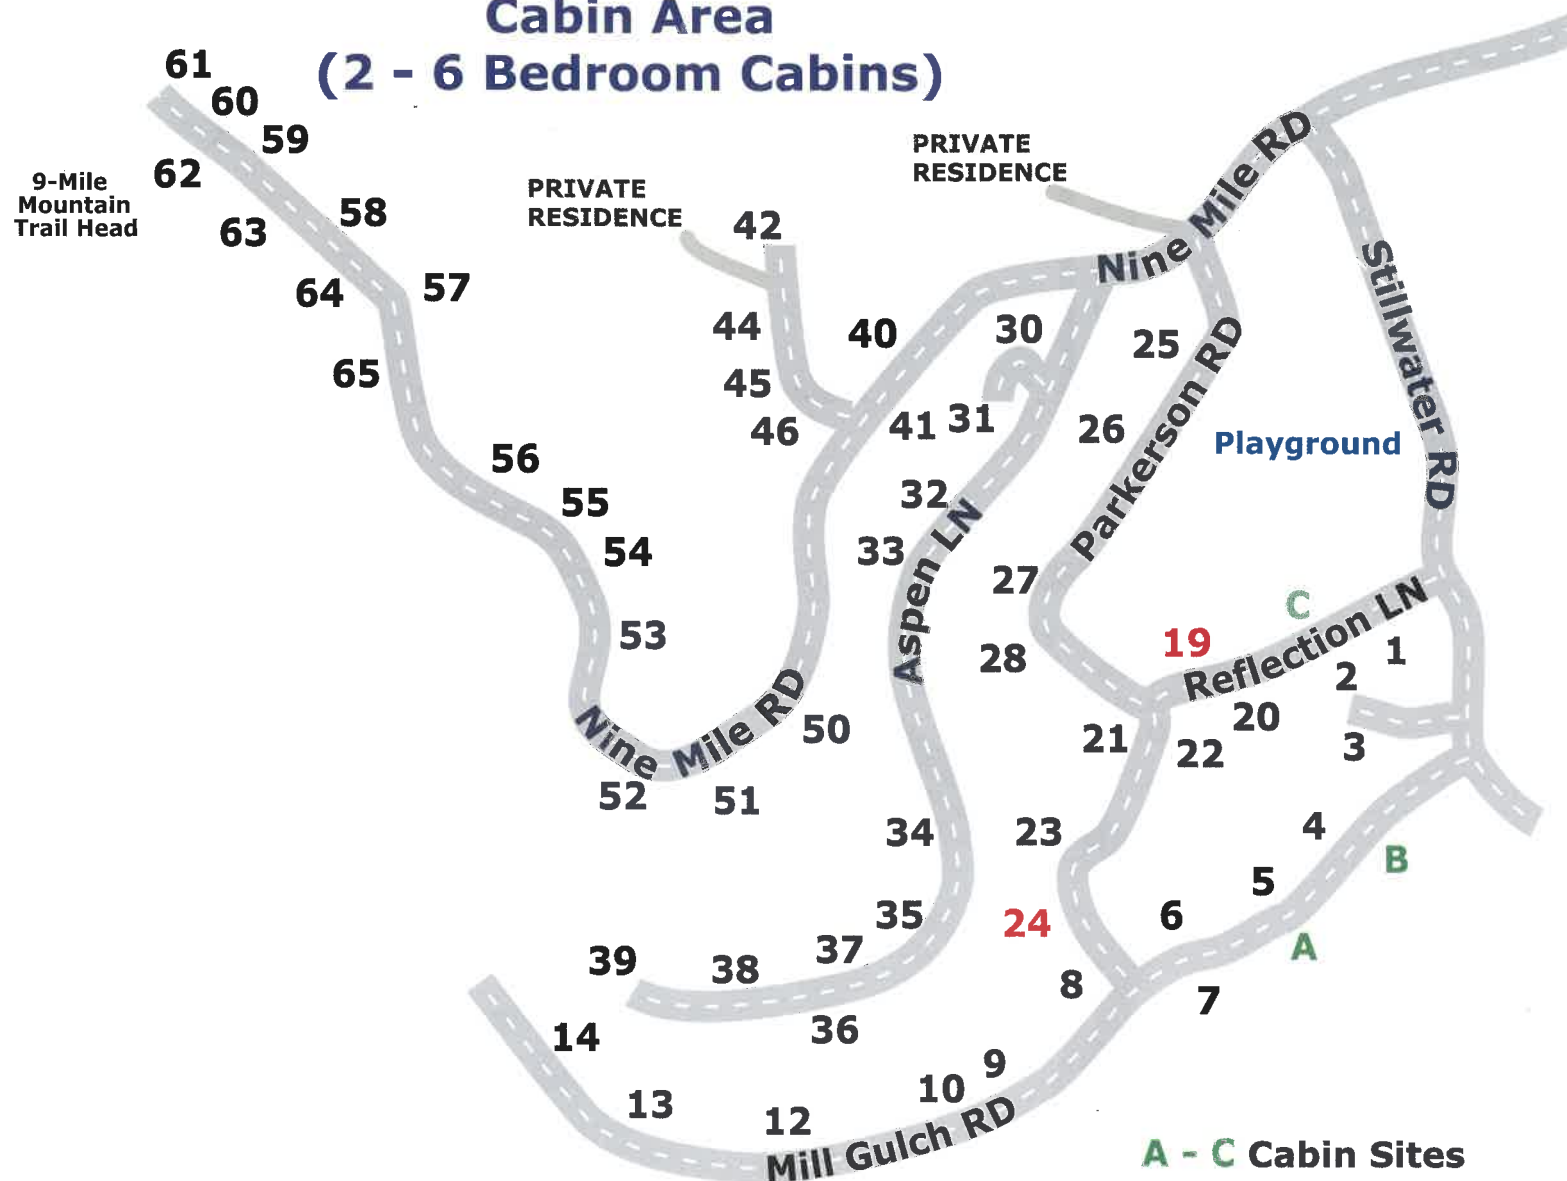 Cabin Area
(2 - 6 Bedroom Cabins)
61
60
59
62
9-Mile
Mountain
Trail Head
58
63
64
57
65
PRIVATE
RESIDENCE
42
PRIVATE
RESIDENCE
Nine Mile RD
44
40
30
25
45
46
41
31
26
Parkerson RD
Playground
Stillwater RD
56
55
54
32
33
Aspen LN
27
28
53
C
19
Reflection LN
1
2
20
3
21
22
Nine Mile RD
50
52
51
34
23
4
B
5
6
A
35
24
37
39
38
8
7
36
14
9
10
13
12
Mill Gulch RD
A - C Cabin Sites